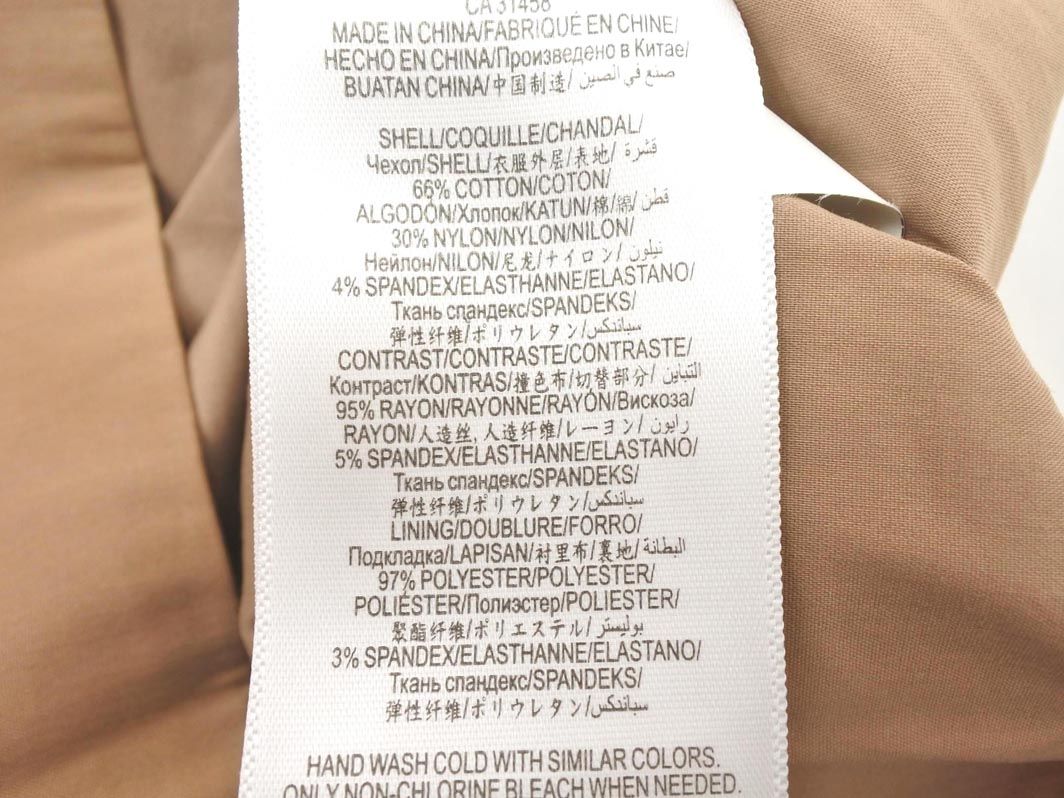 CA 31458
MADE IN CHINA/FABRIQUÉ EN CHINE/
HECHO EN CHINA/Произведено в Китае/
BUATAN CHINA/中国制造/ صنع في الصين
SHELL/COQUILLE/CHANDAL/
Чехол/SHELL/衣服外层/表地/ قشرة
66% COTTON/COTON/
ALGODÓN/Хлопок/KATUN/棉/綿/ قطن
30% NYLON/NYLON/NILON/
Нейлон/NILON/尼龙/ナイロン/ نيلون
4% SPANDEX/ELASTHANNE/ELASTANO/
Ткань спандекс/SPANDEKS/
弹性纤维/ポリウレタン/سباندكس
CONTRAST/CONTRASTE/CONTRASTE/
Контраст/KONTRAS/撞色布/切替部分/ التباين
95% RAYON/RAYONNE/RAYÓN/Вискоза/
RAYON/人造丝, 人造纤维/レーヨン/ رايون
5% SPANDEX/ELASTHANNE/ELASTANO/
Ткань спандекс/SPANDEKS/
弹性纤维/ポリウレタン/سباندكس
LINING/DOUBLURE/FORRO/
Подкладка/LAPISAN/衬里布/裏地/ البطانة
97% POLYESTER/POLYESTER/
POLIÉSTER/Полиэстер/POLIESTER/
聚酯纤维/ポリエステル/ بوليستر
3% SPANDEX/ELASTHANNE/ELASTANO/
Ткань спандекс/SPANDEKS/
弹性纤维/ポリウレタン/سباندكس
HAND WASH COLD WITH SIMILAR COLORS.
ONLY NON-CHLORINE BLEACH WHEN NEEDED.